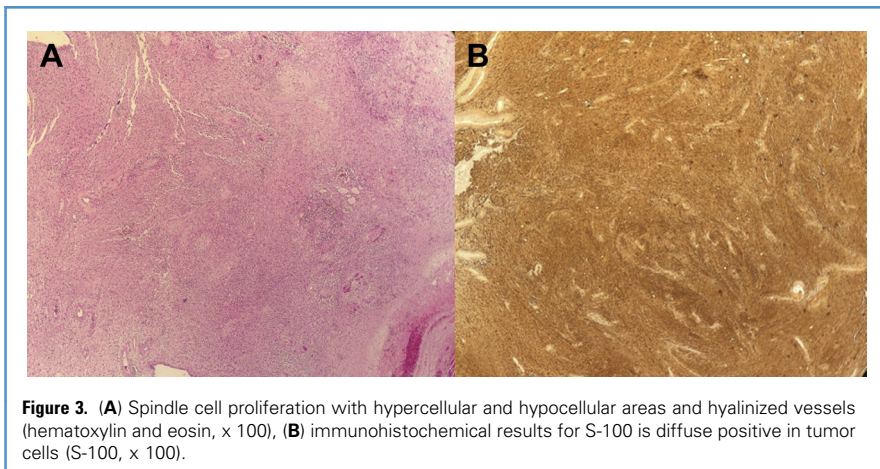 A
B
Figure 3. (A) Spindle cell proliferation with hypercellular and hypocellular areas and hyalinized vessels
(hematoxylin and eosin, x 100), (B) immunohistochemical results for S-100 is diffuse positive in tumor
cells (S-100, x 100).